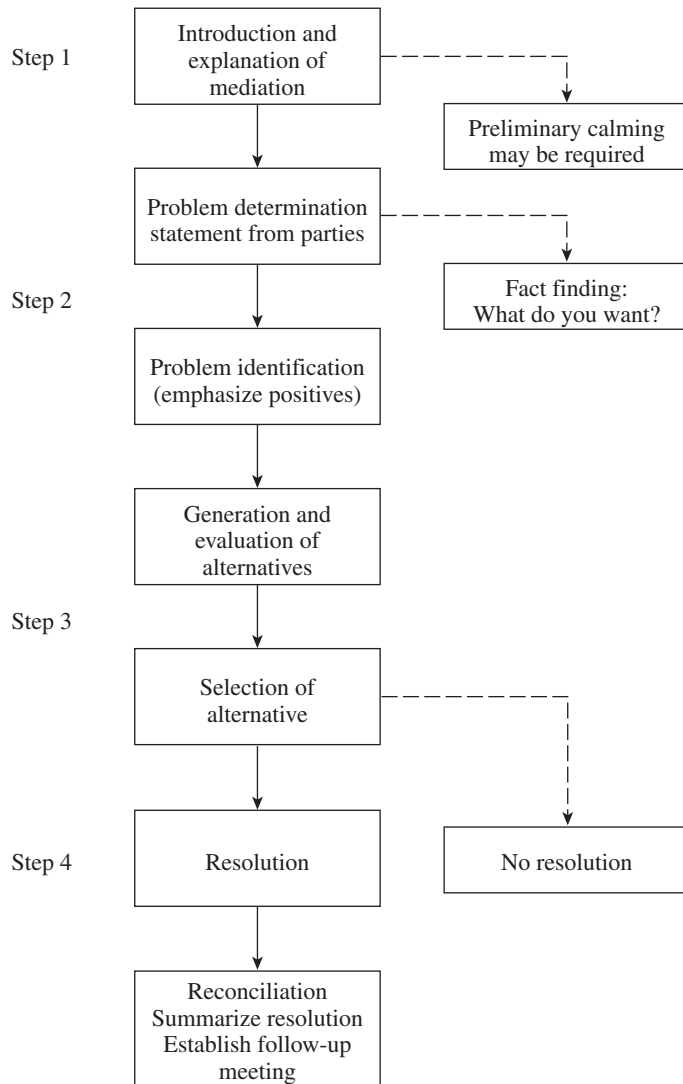 Step 1
Introduction and
explanation of
mediation
Preliminary calming
may be required
Problem determination
statement from parties
Step 2
Fact finding:
What do you want?
Problem identification
(emphasize positives)
Generation and
evaluation of
alternatives
Step 3
Selection of
alternative
Step 4
Resolution
No resolution
Reconciliation
Summarize resolution
Establish follow-up
meeting